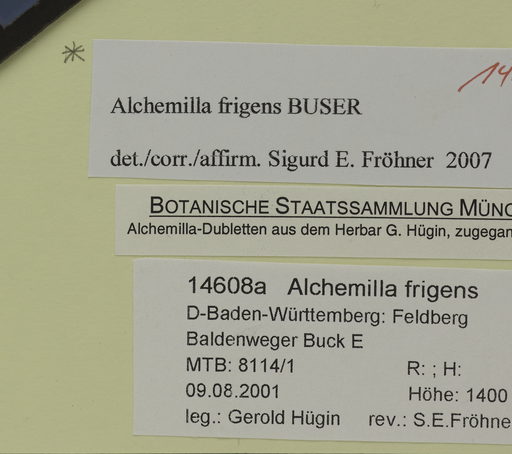 Alchemilla frigens BUSER
det./corr./affirm. Sigurd E. Fröhner 2007
BOTANISCHE STAATSSAMMLUNG MÜNC
Alchemilla-Dubletten aus dem Herbar G. Hügin, zugegan
14608a Alchemilla frigens
D-Baden-Württemberg: Feldberg
Baldenweger Buck E
MTB: 8114/1 R: ; H:
09.08.2001 Höhe: 1400
leg.: Gerold Hügin rev.: S.E.Fröhne